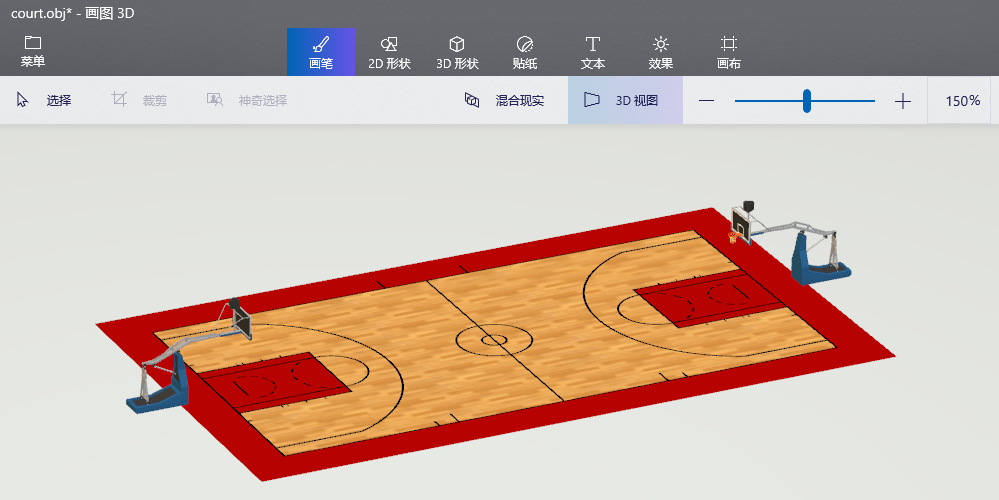 court.obj* - 画图 3D
菜单
画笔
2D 形状
3D 形状
贴纸
文本
效果
画布
选择
裁剪
神奇选择
混合现实
3D 视图
150%